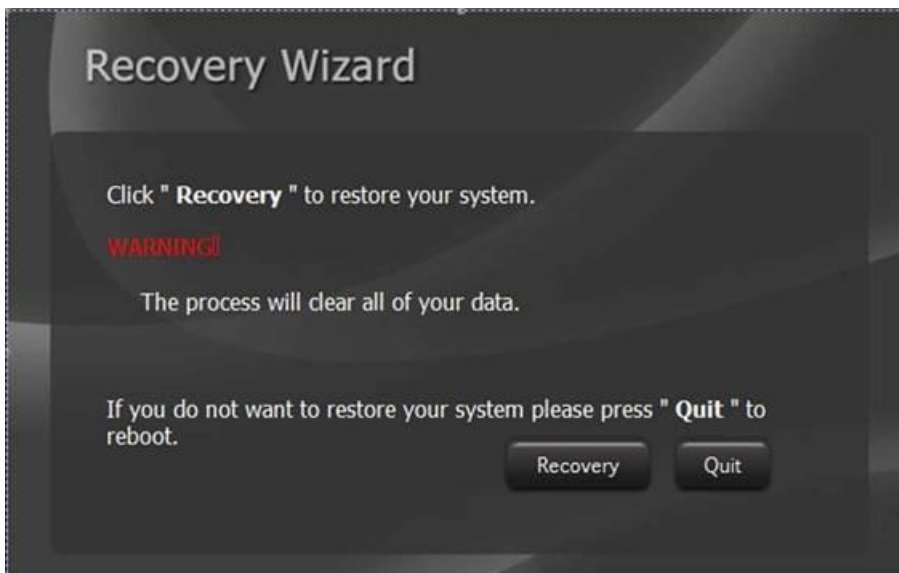 Recovery Wizard
Click " Recovery " to restore your system.
WARNING▯
The process will clear all of your data.
If you do not want to restore your system please press " Quit " to
reboot.
Recovery
Quit